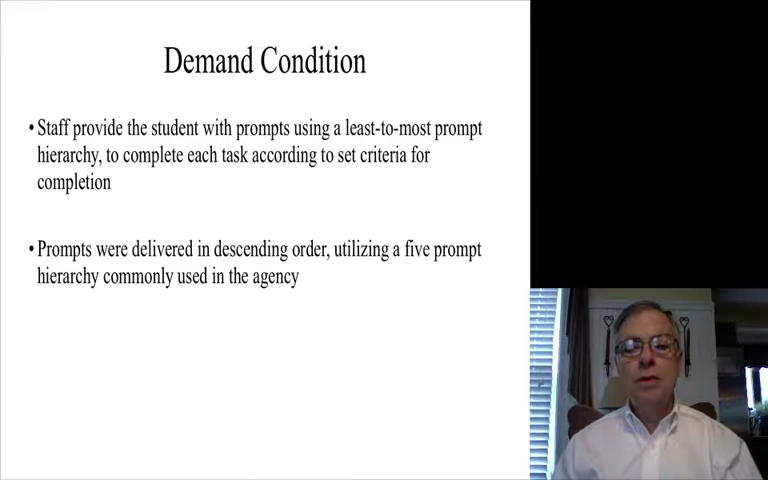 Demand Condition
• Staff provide the student with prompts using a least-to-most prompt
hierarchy, to complete each task according to set criteria for
completion
• Prompts were delivered in descending order, utilizing a five prompt
hierarchy commonly used in the agency